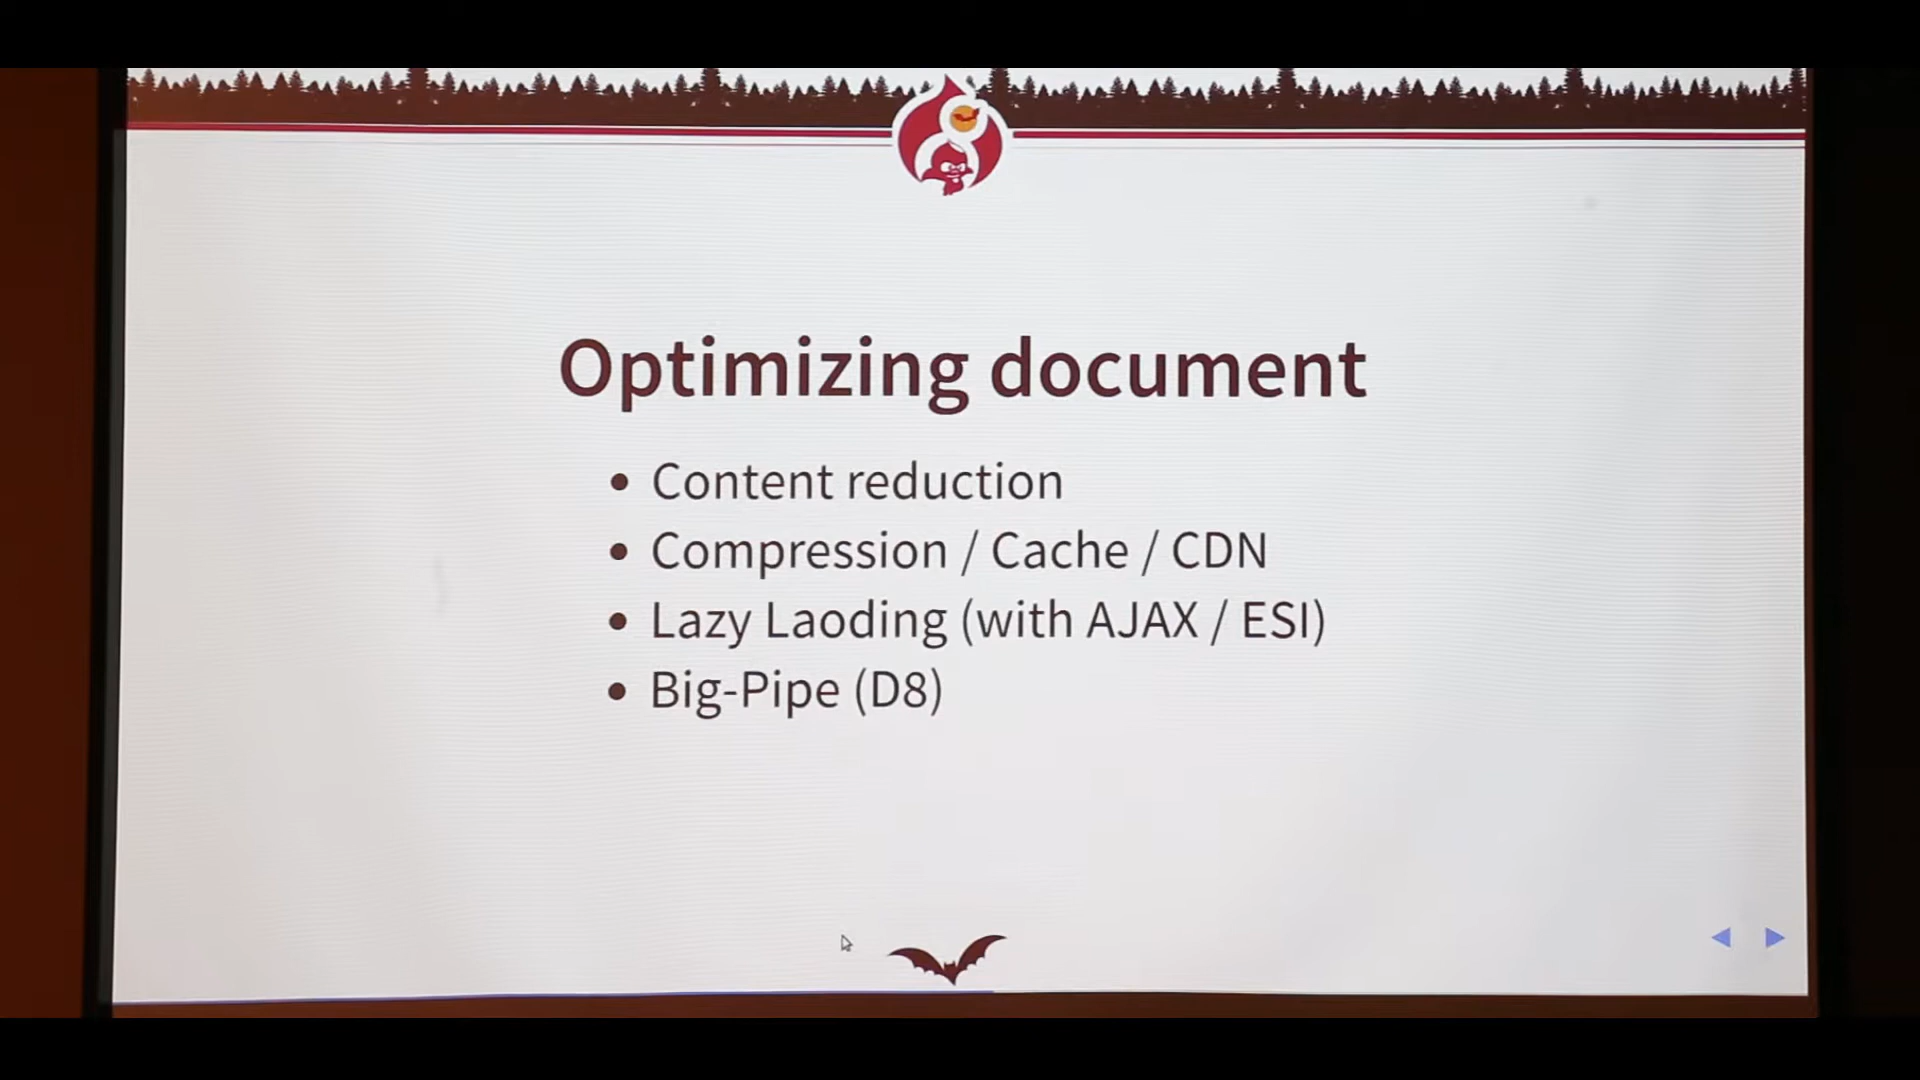 Optimizing document
Content reduction
Compression / Cache / CDN
Lazy Laoding (with AJAX / ESI)
Big-Pipe (D8)